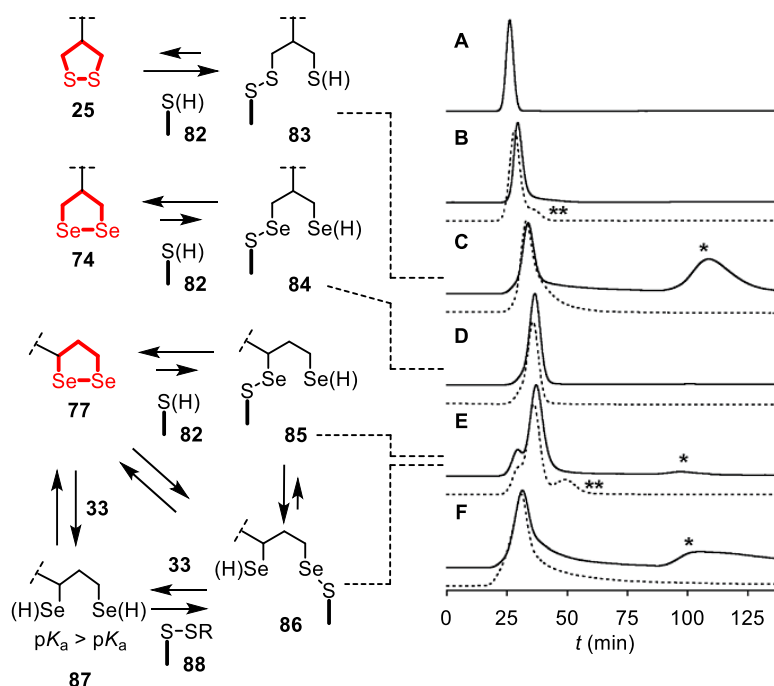 S–S
25
S(H)
82
S
S
S(H)
83
Se–Se
74
S(H)
82
S
Se
Se(H)
84
Se–Se
77
S(H)
82
S
Se
Se(H)
85
33
(H)Se
Se(H)
pKa > pKa
87
33
S–SR
88
(H)Se
Se
S
86
A
B
**
C
*
D
E
*
**
F
*
0 25 50 75 100 125
t (min)